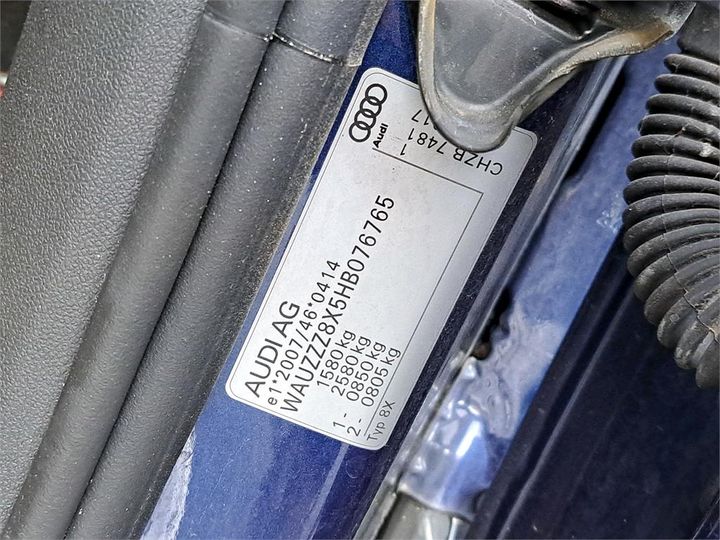 AUDI AG
e1*2007/46*0414
WAUZZZ8X5HB076765
1580 kg
2580 kg
1- 0850 kg
2- 0805 kg
Typ 8X
Audi
1
CHZB 7481